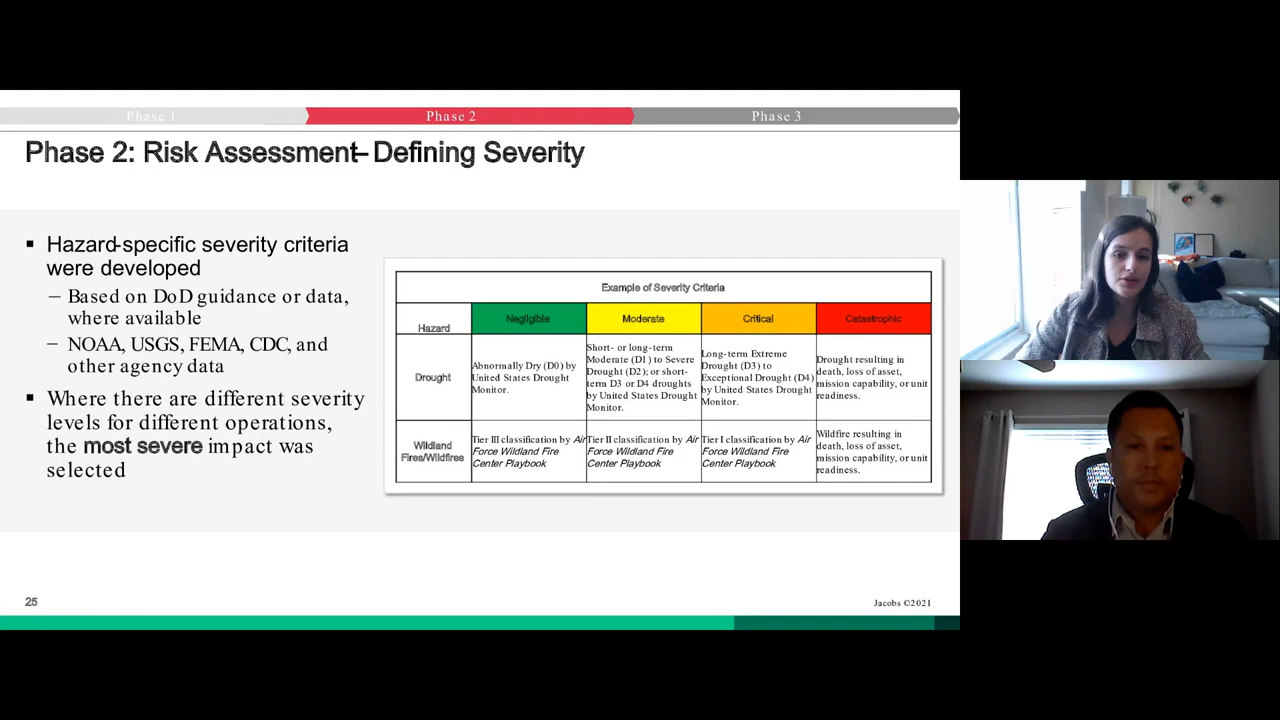 Phase 1
Phase 2
Phase 3
Phase 2: Risk Assessment– Defining Severity
▪ Hazard-specific severity criteria
were developed
– Based on DoD guidance or data,
where available
– NOAA, USGS, FEMA, CDC, and
other agency data
▪ Where there are different severity
levels for different operations,
the most severe impact was
selected
Example of Severity Criteria
Hazard
Negligible
Moderate
Critical
Catastrophic
Drought
Abnormally Dry (D0) by
United States Drought
Monitor.
Short- or long-term
Moderate (D1) to Severe
Drought (D2); or short-
term D3 or D4 droughts
by United States Drought
Monitor.
Long-term Extreme
Drought (D3) to
Exceptional Drought (D4)
by United States Drought
Monitor.
Drought resulting in
death, loss of asset,
mission capability, or unit
readiness.
Wildland
Fires/Wildfires
Tier III classification by Air
Force Wildland Fire
Center Playbook
Tier II classification by Air
Force Wildland Fire
Center Playbook
Tier I classification by Air
Force Wildland Fire
Center Playbook
Wildfire resulting in
death, loss of asset,
mission capability, or unit
readiness.
25
Jacobs ©2021